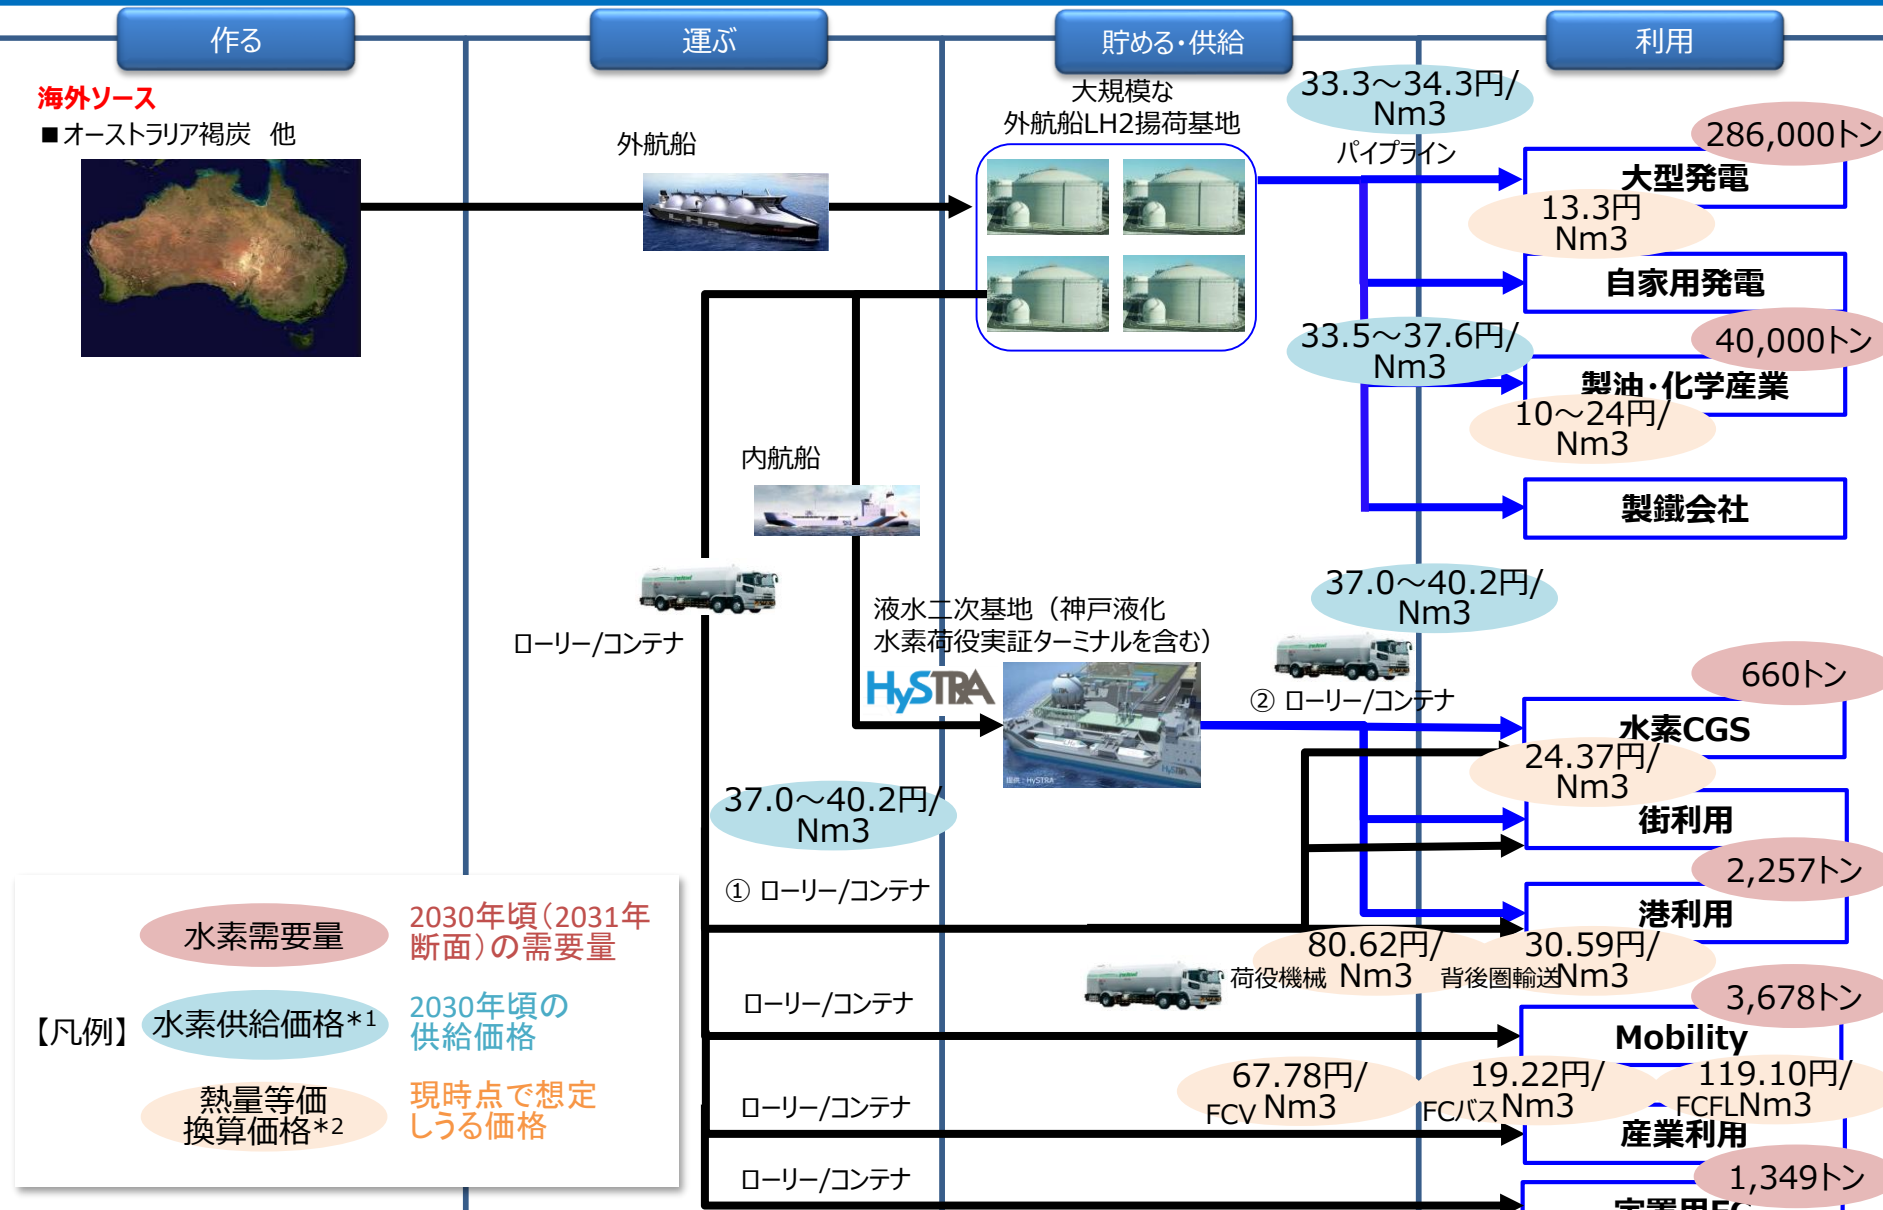 作る
運ぶ
貯める・供給
利用
海外ソース
■オーストラリア褐炭　他
外航船
大規模な
外航船LH2揚荷基地
33.3～34.3円/
Nm3
パイプライン
286,000トン
大型発電
13.3円
Nm3
自家用発電
33.5～37.6円/
Nm3
40,000トン
製油・化学産業
10～24円/
Nm3
製鐵会社
内航船
ローリー/コンテナ
液水二次基地（神戸液化
水素荷役実証ターミナルを含む）
HySTRA
HySTRA
提供：HySTRA
37.0～40.2円/
Nm3
② ローリー/コンテナ
660トン
水素CGS
24.37円/
Nm3
街利用
37.0～40.2円/
Nm3
① ローリー/コンテナ
2,257トン
港利用
80.62円/
荷役機械 Nm3
30.59円/
背後圏輸送Nm3
ローリー/コンテナ
3,678トン
Mobility
67.78円/
FCV Nm3
19.22円/
FCバス Nm3
119.10円/
FCFL Nm3
ローリー/コンテナ
産業利用
ローリー/コンテナ
1,349トン
定置用FC
【凡例】
水素需要量
2030年頃（2031年
断面）の需要量
水素供給価格*1
2030年頃の
供給価格
熱量等価
換算価格*2
現時点で想定
しうる価格